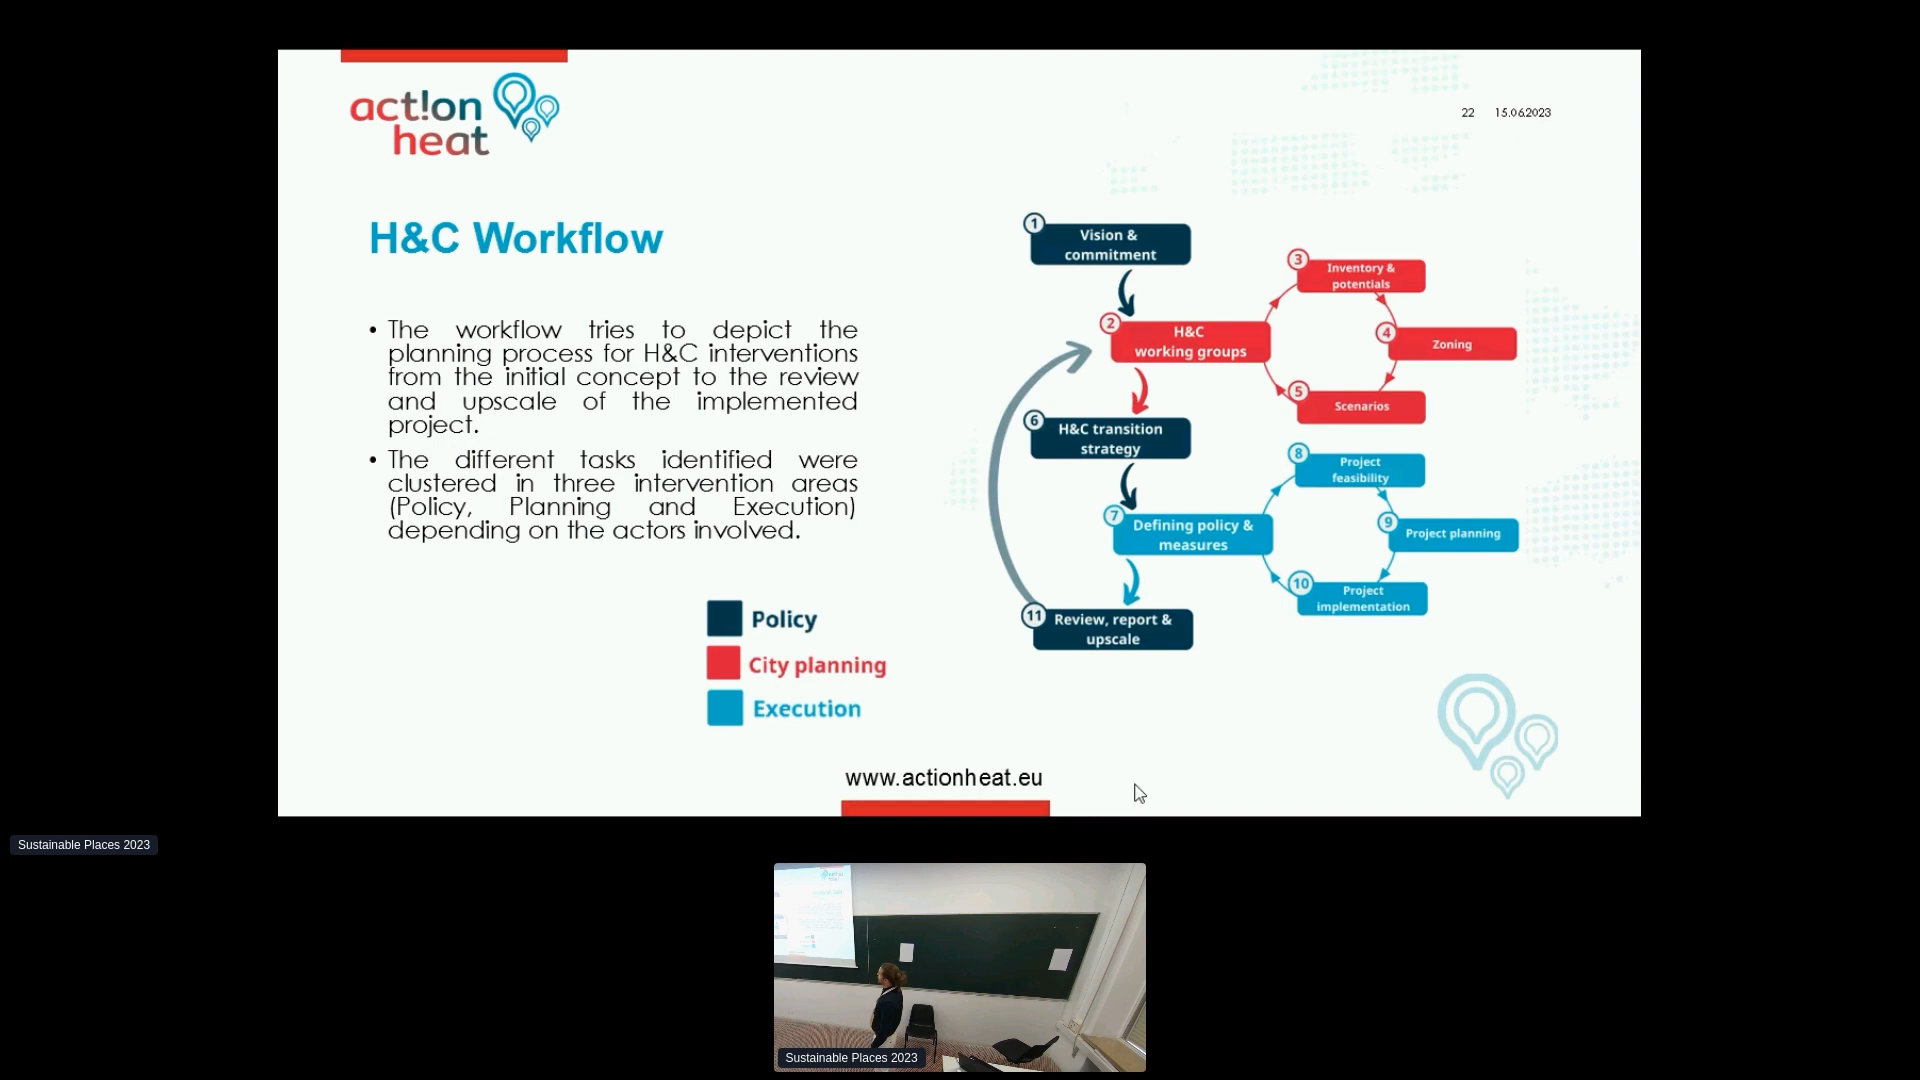 act!on
heat
22 15.06.2023
H&C Workflow
• The workflow tries to depict the
planning process for H&C interventions
from the initial concept to the review
and upscale of the implemented
project.
• The different tasks identified were
clustered in three intervention areas
(Policy, Planning and Execution)
depending on the actors involved.
Policy
City planning
Execution
1
Vision &
commitment
2
H&C
working groups
3
Inventory &
potentials
4
Zoning
5
Scenarios
6
H&C transition
strategy
7
Defining policy &
measures
8
Project
feasibility
9
Project planning
10
Project
implementation
11
Review, report &
upscale
www.actionheat.eu
Sustainable Places 2023
Sustainable Places 2023